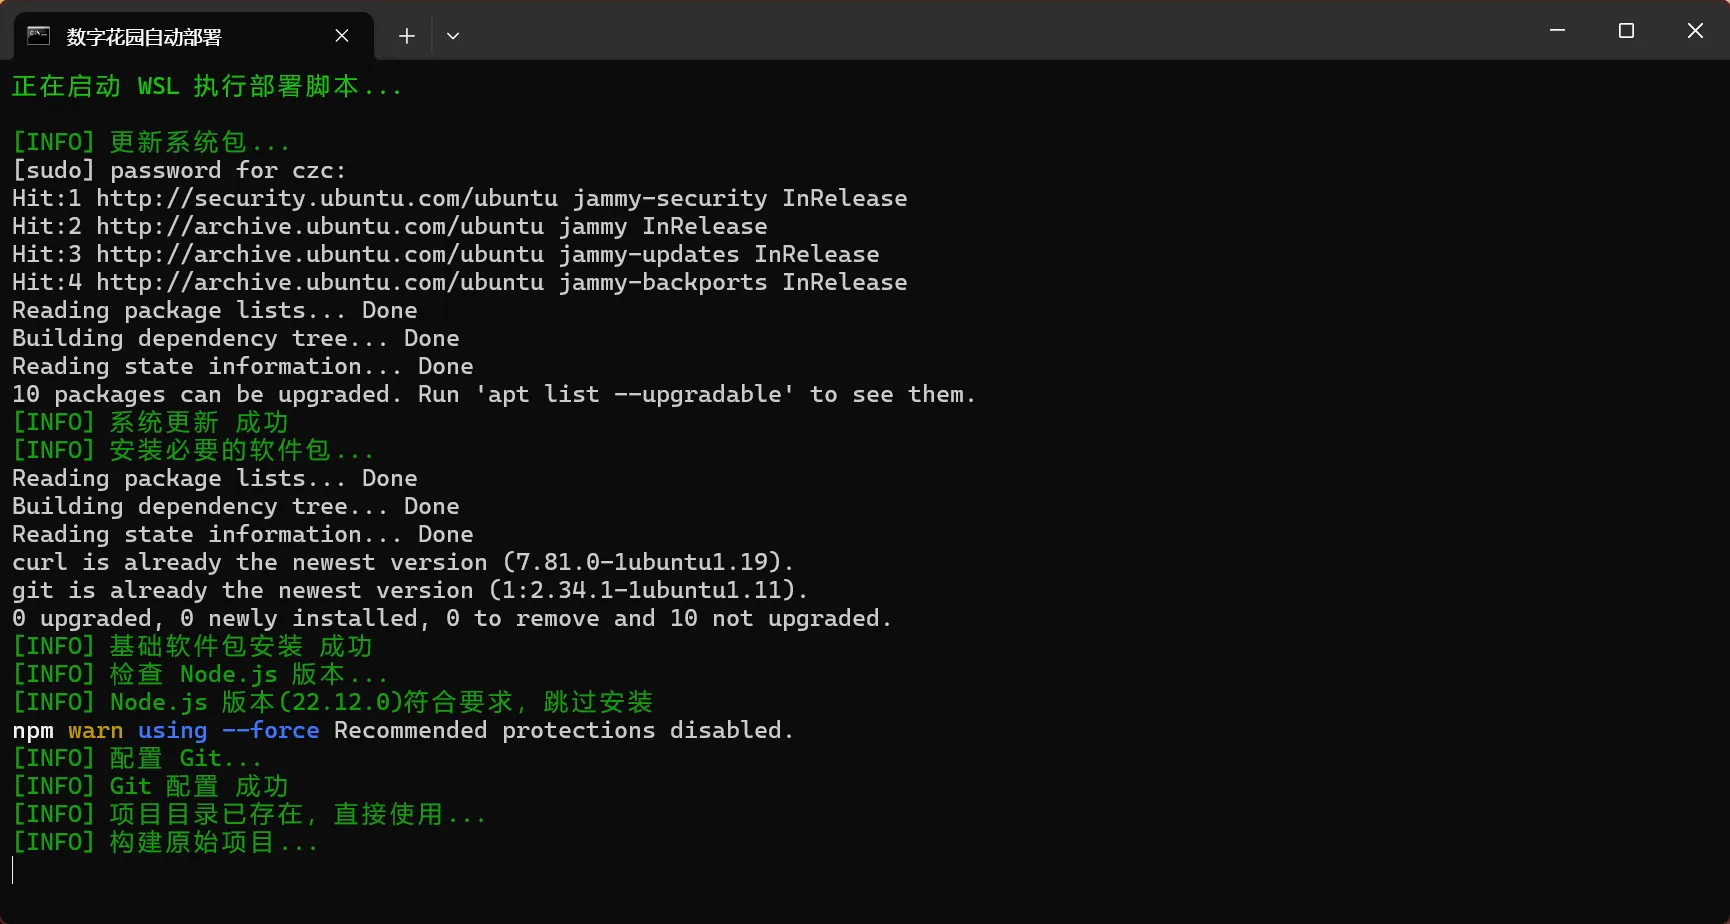 数字花园自动部署
正在启动 WSL 执行部署脚本...
[INFO] 更新系统包...
[sudo] password for czc:
Hit:1 http://security.ubuntu.com/ubuntu jammy-security InRelease
Hit:2 http://archive.ubuntu.com/ubuntu jammy InRelease
Hit:3 http://archive.ubuntu.com/ubuntu jammy-updates InRelease
Hit:4 http://archive.ubuntu.com/ubuntu jammy-backports InRelease
Reading package lists... Done
Building dependency tree... Done
Reading state information... Done
10 packages can be upgraded. Run 'apt list --upgradable' to see them.
[INFO] 系统更新 成功
[INFO] 安装必要的软件包...
Reading package lists... Done
Building dependency tree... Done
Reading state information... Done
curl is already the newest version (7.81.0-1ubuntu1.19).
git is already the newest version (1:2.34.1-1ubuntu1.11).
0 upgraded, 0 newly installed, 0 to remove and 10 not upgraded.
[INFO] 基础软件包安装 成功
[INFO] 检查 Node.js 版本...
[INFO] Node.js 版本(22.12.0)符合要求，跳过安装
npm warn using --force Recommended protections disabled.
[INFO] 配置 Git...
[INFO] Git 配置 成功
[INFO] 项目目录已存在，直接使用...
[INFO] 构建原始项目...